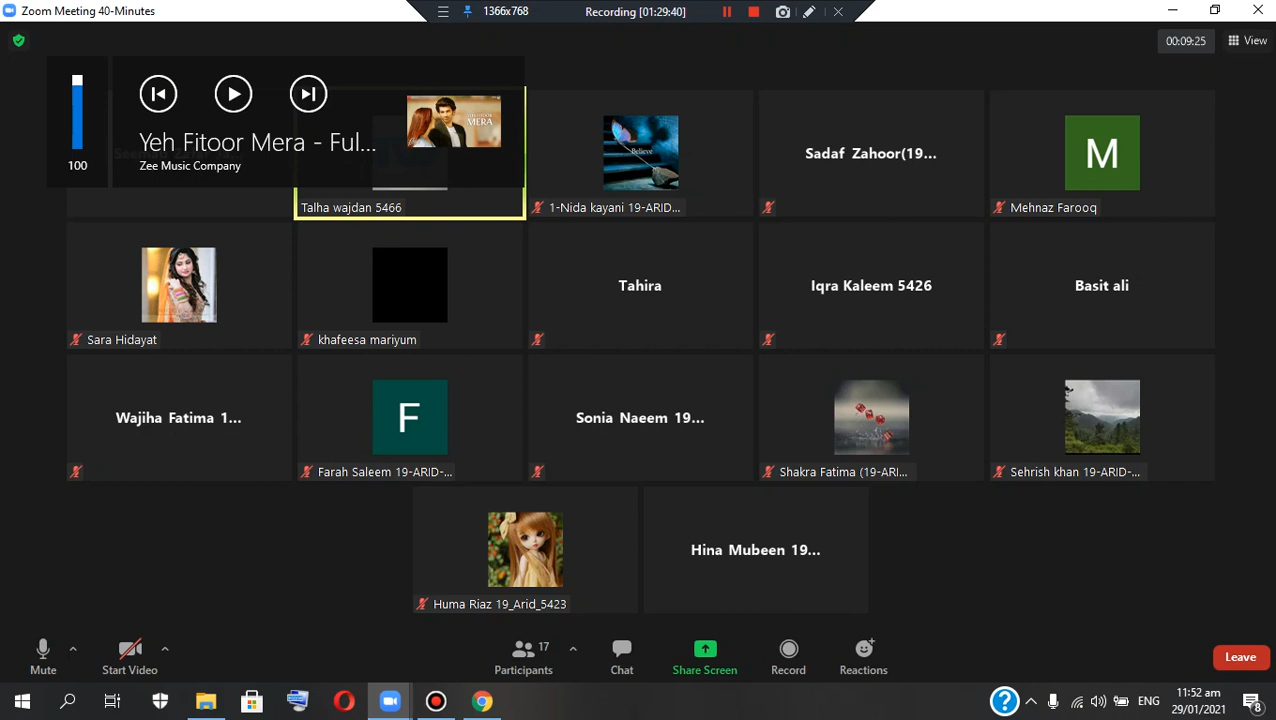 Zoom Meeting 40-Minutes
1366x768
Recording [01:29:40]
00:09:25
View
100
Yeh Fitoor Mera - Ful...
Zee Music Company
MERA
Talha wajdan 5466
Believe
1-Nida kayani 19-ARID...
Sadaf Zahoor(19...
M
Mehnaz Farooq
Sara Hidayat
khafeesa mariyum
Tahira
Iqra Kaleem 5426
Basit ali
Wajiha Fatima 1...
F
Farah Saleem 19-ARID-...
Sonia Naeem 19...
Shakra Fatima (19-ARI...
Sehrish khan 19-ARID-...
Huma Riaz 19_Arid_5423
Hina Mubeen 19...
Mute
Start Video
17
Participants
Chat
Share Screen
Record
Reactions
Leave
ENG
11:52 am
29/01/2021
8